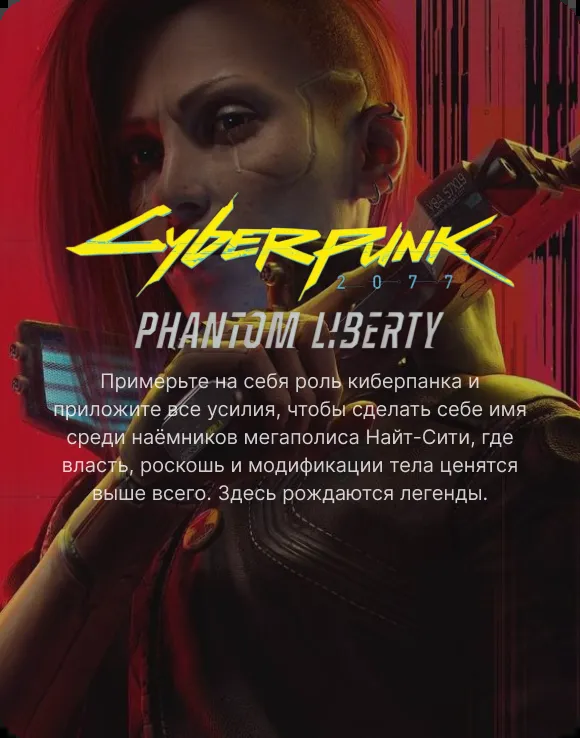 CYBERPUNK
2077
PHANTOM L!BERTY
Примерьте на себя роль киберпанка и
приложите все усилия, чтобы сделать себе имя
среди наёмников мегаполиса Найт-Сити, где
власть, роскошь и модификации тела ценятся
выше всего. Здесь рождаются легенды.